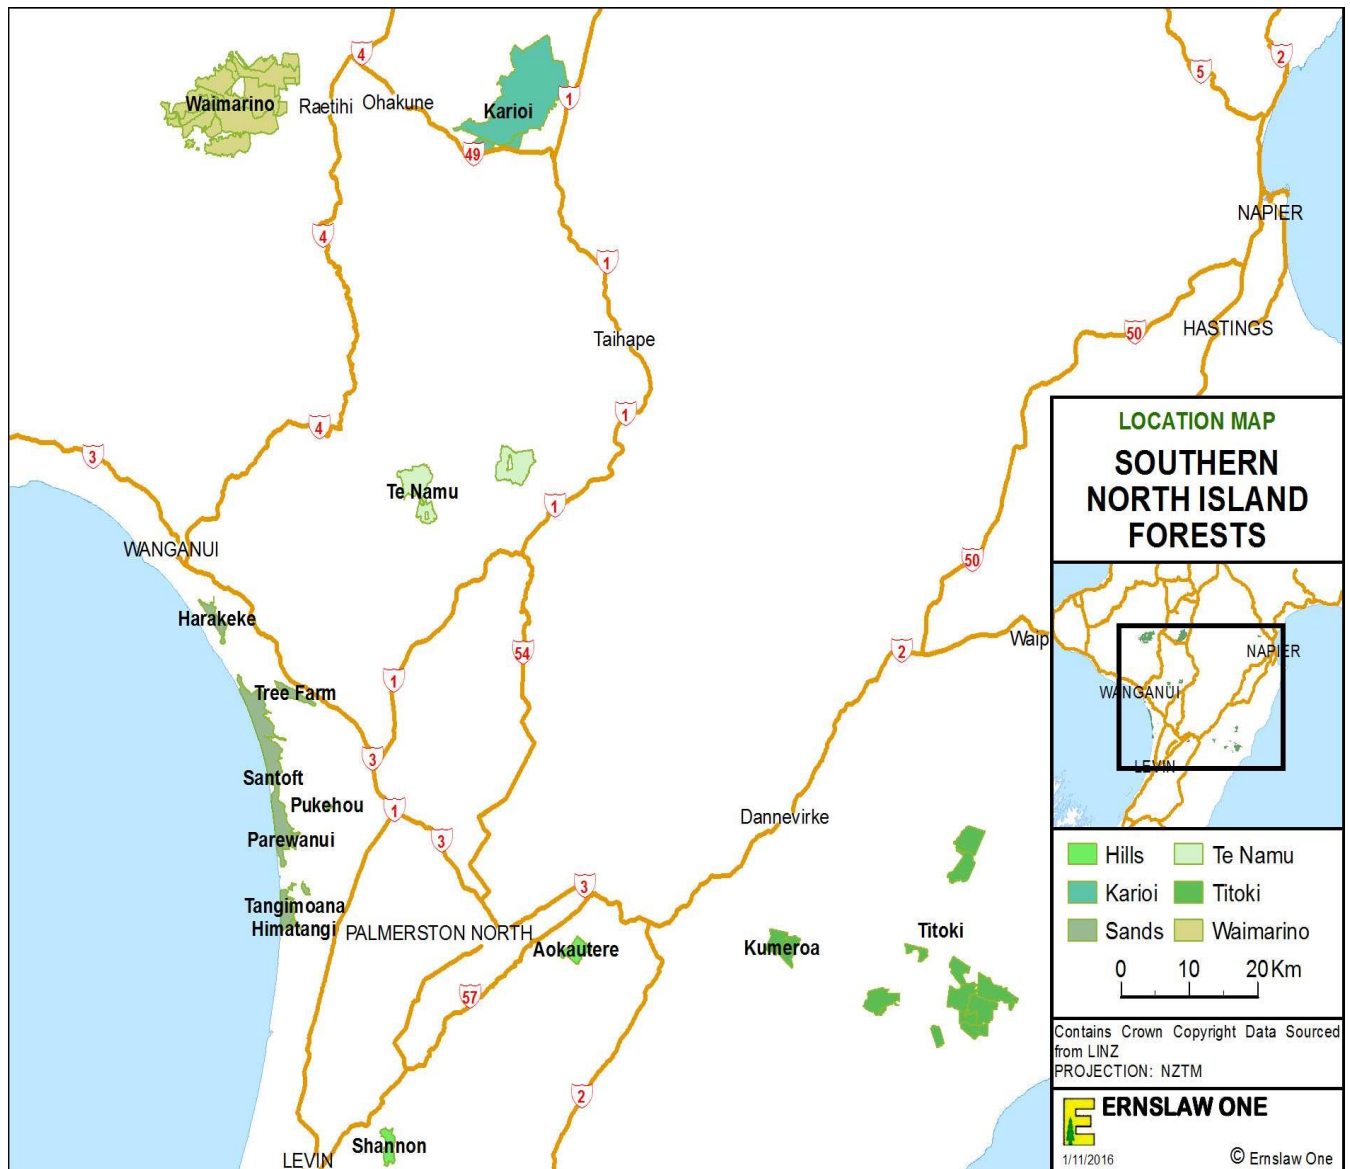 4
5
2
Waimarino
Raetihi
Ohakune
Karioi
1
49
NAPIER
4
1
Taihape
50
HASTINGS
4
1
3
Te Namu
1
WANGANUI
50
Harakeke
54
2
Waip
1
Tree Farm
3
Santoft
Pukehou
1
3
Parewanui
Dannevirke
3
Tangimoana
Himatangi
PALMERSTON NORTH
Aokautere
Kumeroa
Titoki
57
2
Shannon
LEVIN
LOCATION MAP
SOUTHERN
NORTH ISLAND
FORESTS
NAPIER
WANGANUI
LEVIN
Hills
Te Namu
Karioi
Titoki
Sands
Waimarino
0 10 20 Km
Contains Crown Copyright Data Sourced
from LINZ
PROJECTION: NZTM
E
ERNSLAW ONE
1/11/2016
© Ernslaw One